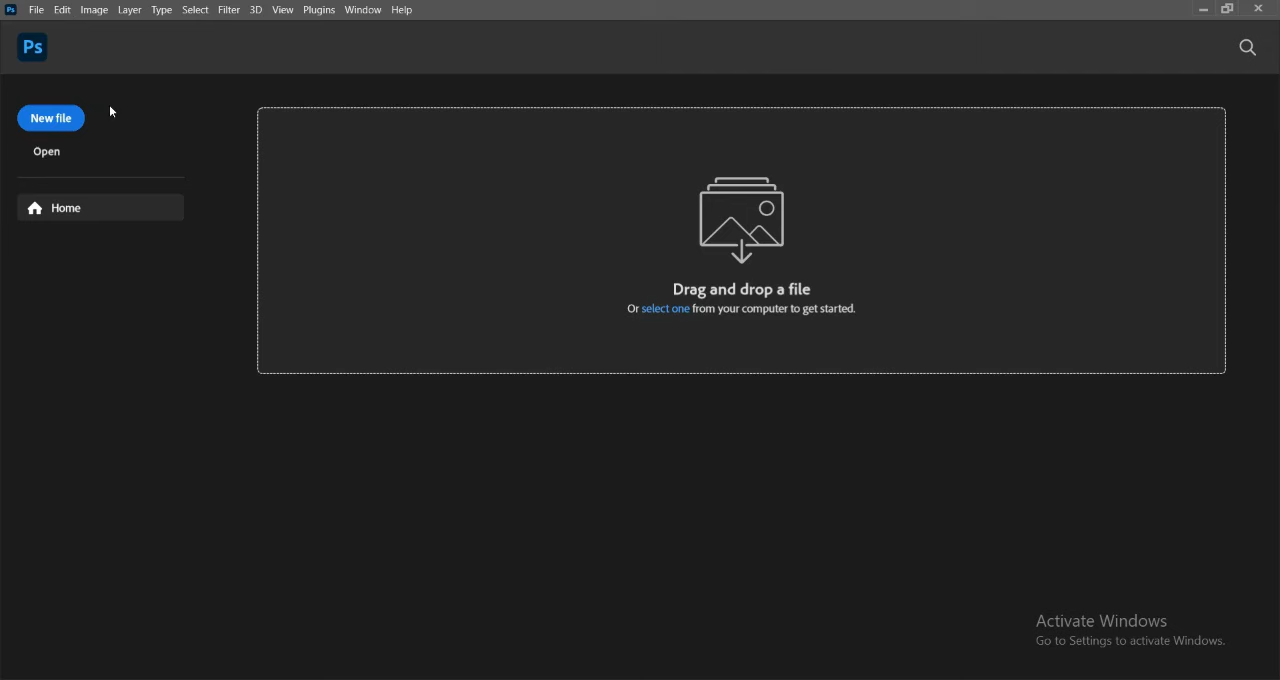 Ps File Edit Image Layer Type Select Filter 3D View Plugins Window Help
Ps
New file
Open
Home
Drag and drop a file
Or select one from your computer to get started.
Activate Windows
Go to Settings to activate Windows.